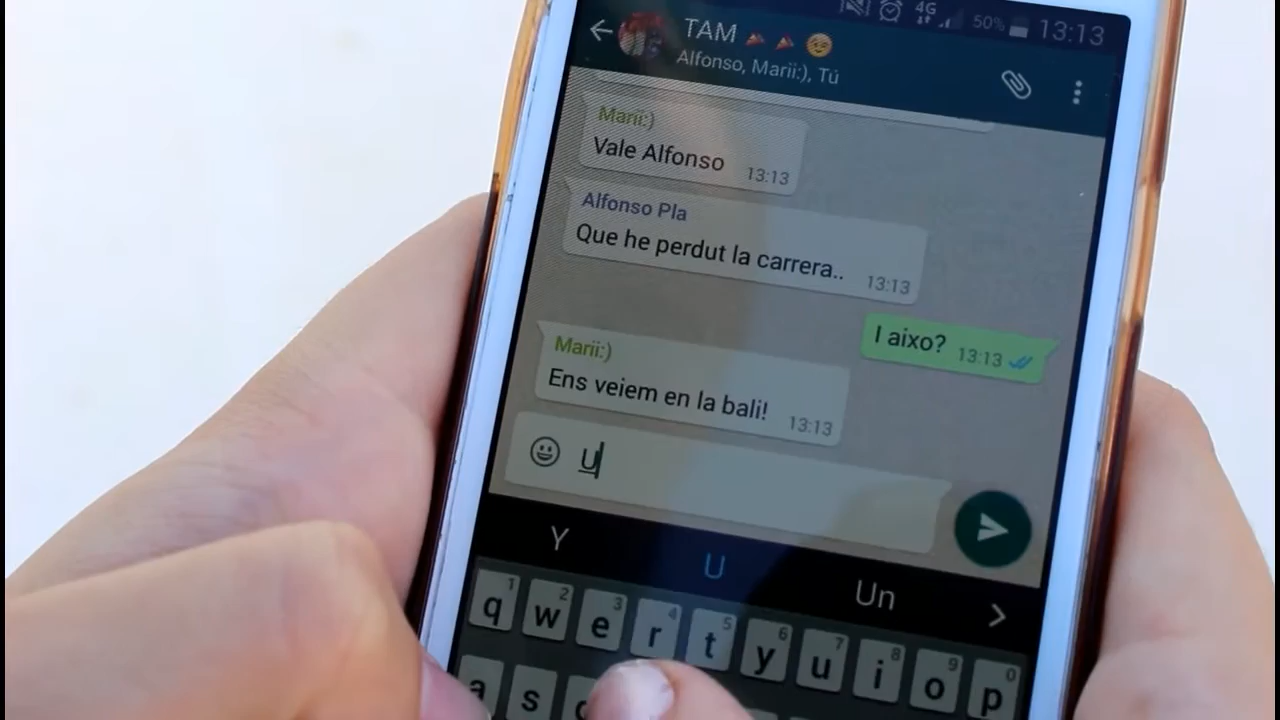 4G 50% 13:13
TAM
Alfonso, Marii:), Tú
Marii:)
Vale Alfonso 13:13
Alfonso Pla
Que he perdut la carrera.. 13:13
I aixo? 13:13
Marii:)
Ens veiem en la bali! 13:13
U
Y U Un
1 2 3 4 5 6 7 8 9 0
q w e r t y u i o p
a s